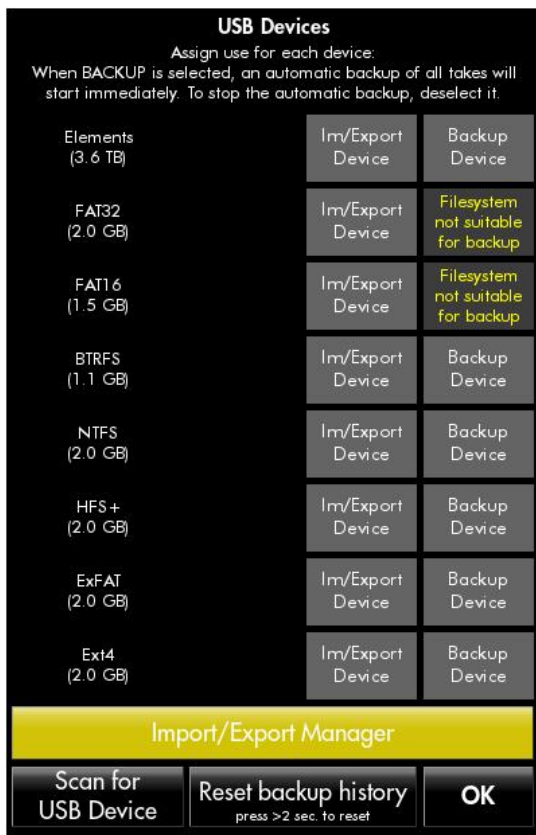 USB Devices
Assign use for each device:
When BACKUP is selected, an automatic backup of all takes will
start immediately. To stop the automatic backup, deselect it.
Elements
(3.6 TB)
Im/Export
Device
Backup
Device
FAT32
(2.0 GB)
Im/Export
Device
Filesystem
not suitable
for backup
FAT16
(1.5 GB)
Im/Export
Device
Filesystem
not suitable
for backup
BTRFS
(1.1 GB)
Im/Export
Device
Backup
Device
NTFS
(2.0 GB)
Im/Export
Device
Backup
Device
HFS+
(2.0 GB)
Im/Export
Device
Backup
Device
ExFAT
(2.0 GB)
Im/Export
Device
Backup
Device
Ext4
(2.0 GB)
Im/Export
Device
Backup
Device
Import/Export Manager
Scan for
USB Device
Reset backup history
press >2 sec. to reset
OK